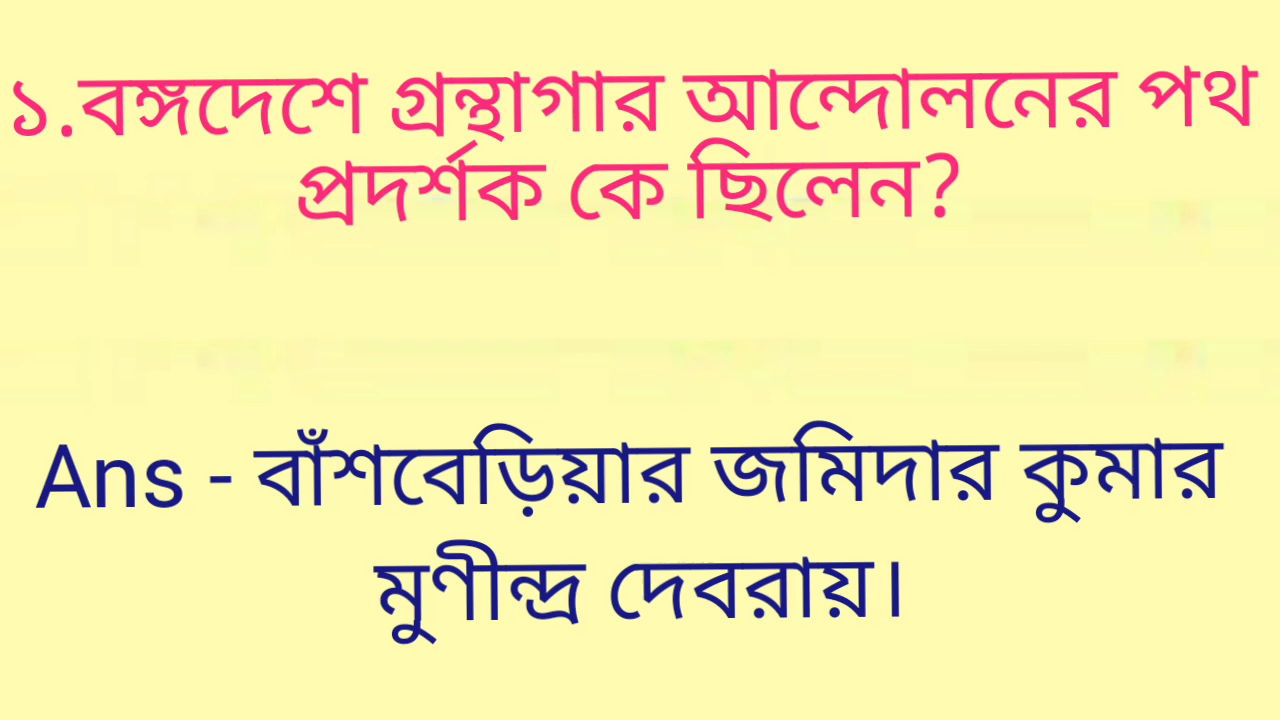 ১.বঙ্গদেশে গ্রন্থাগার আন্দোলনের পথ
প্রদর্শক কে ছিলেন?
Ans - বাঁশবেড়িয়ার জমিদার কুমার
মুণীন্দ্র দেবরায়।